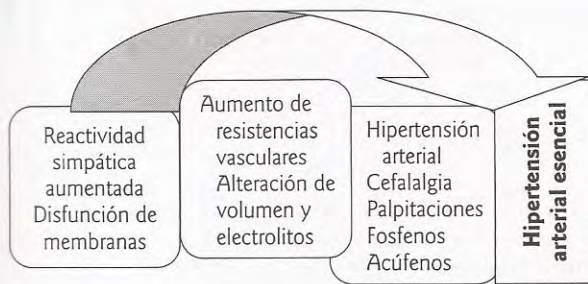 Reactividad
simpática
aumentada
Disfunción de
membranas
Aumento de
resistencias
vasculares
Alteración de
volumen y
electrolitos
Hipertensión
arterial
Cefalalgia
Palpitaciones
Fosfenos
Acúfenos
Hipertensión
arterial esencial